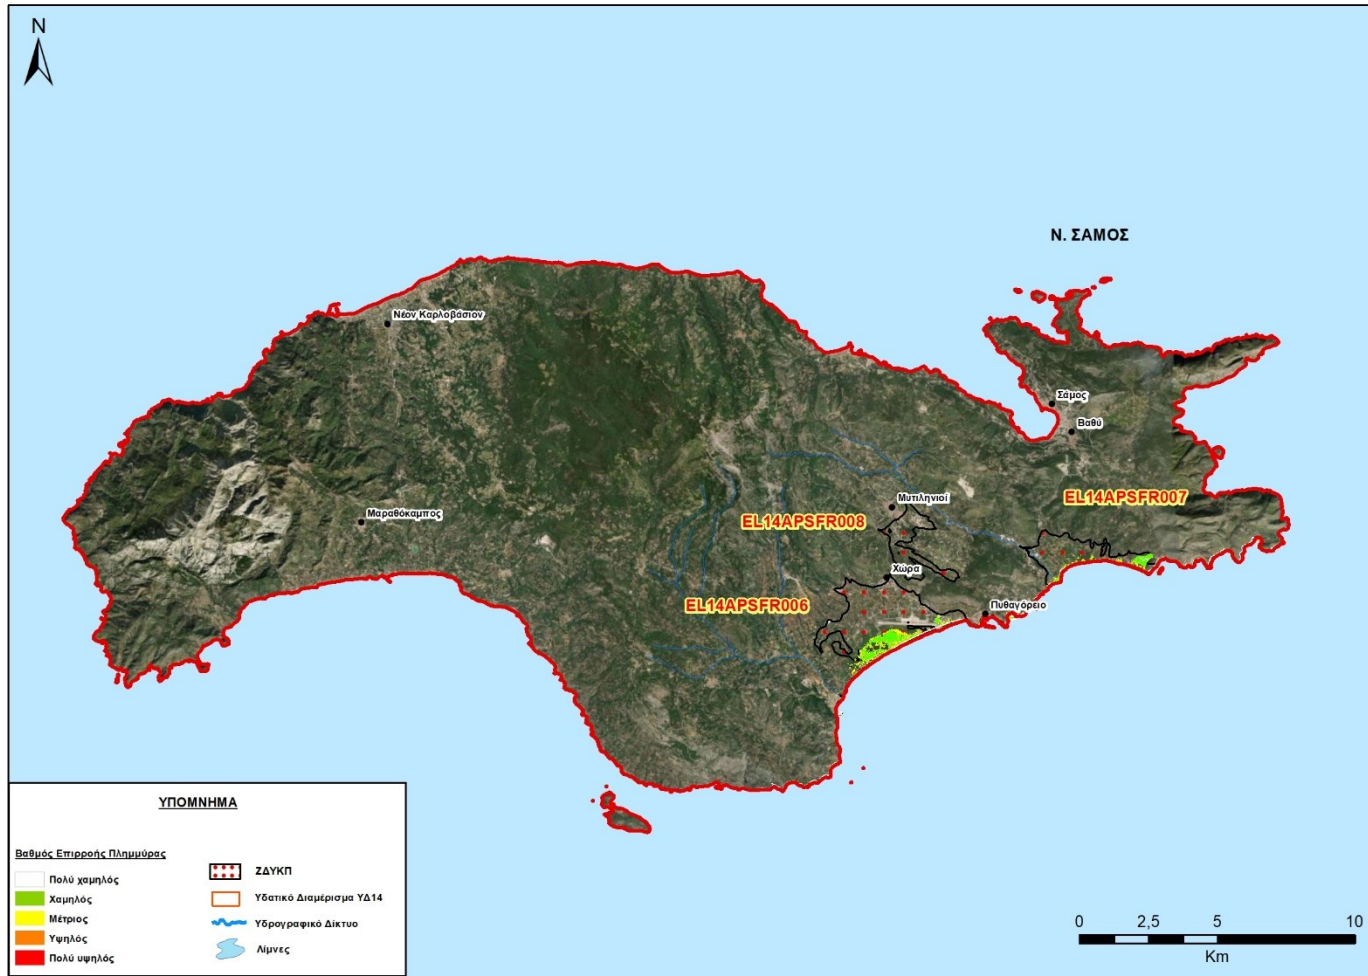 N
Ν. ΣΑΜΟΣ
Νέον Καρλοβάσιον
Σάμος
Βαθύ
EL14APSFR007
Μυτιληνιοί
EL14APSFR008
Μαραθόκαμπος
Χώρα
EL14APSFR006
Πυθαγόρειο
ΥΠΟΜΝΗΜΑ
Βαθμός Επιρροής Πλημμύρας
Πολύ χαμηλός
Χαμηλός
Μέτριος
Υψηλός
Πολύ υψηλός
ΖΔΥΚΠ
Υδατικό Διαμέρισμα ΥΔ14
Υδρογραφικό Δίκτυο
Λίμνες
0 2,5 5 10
Km